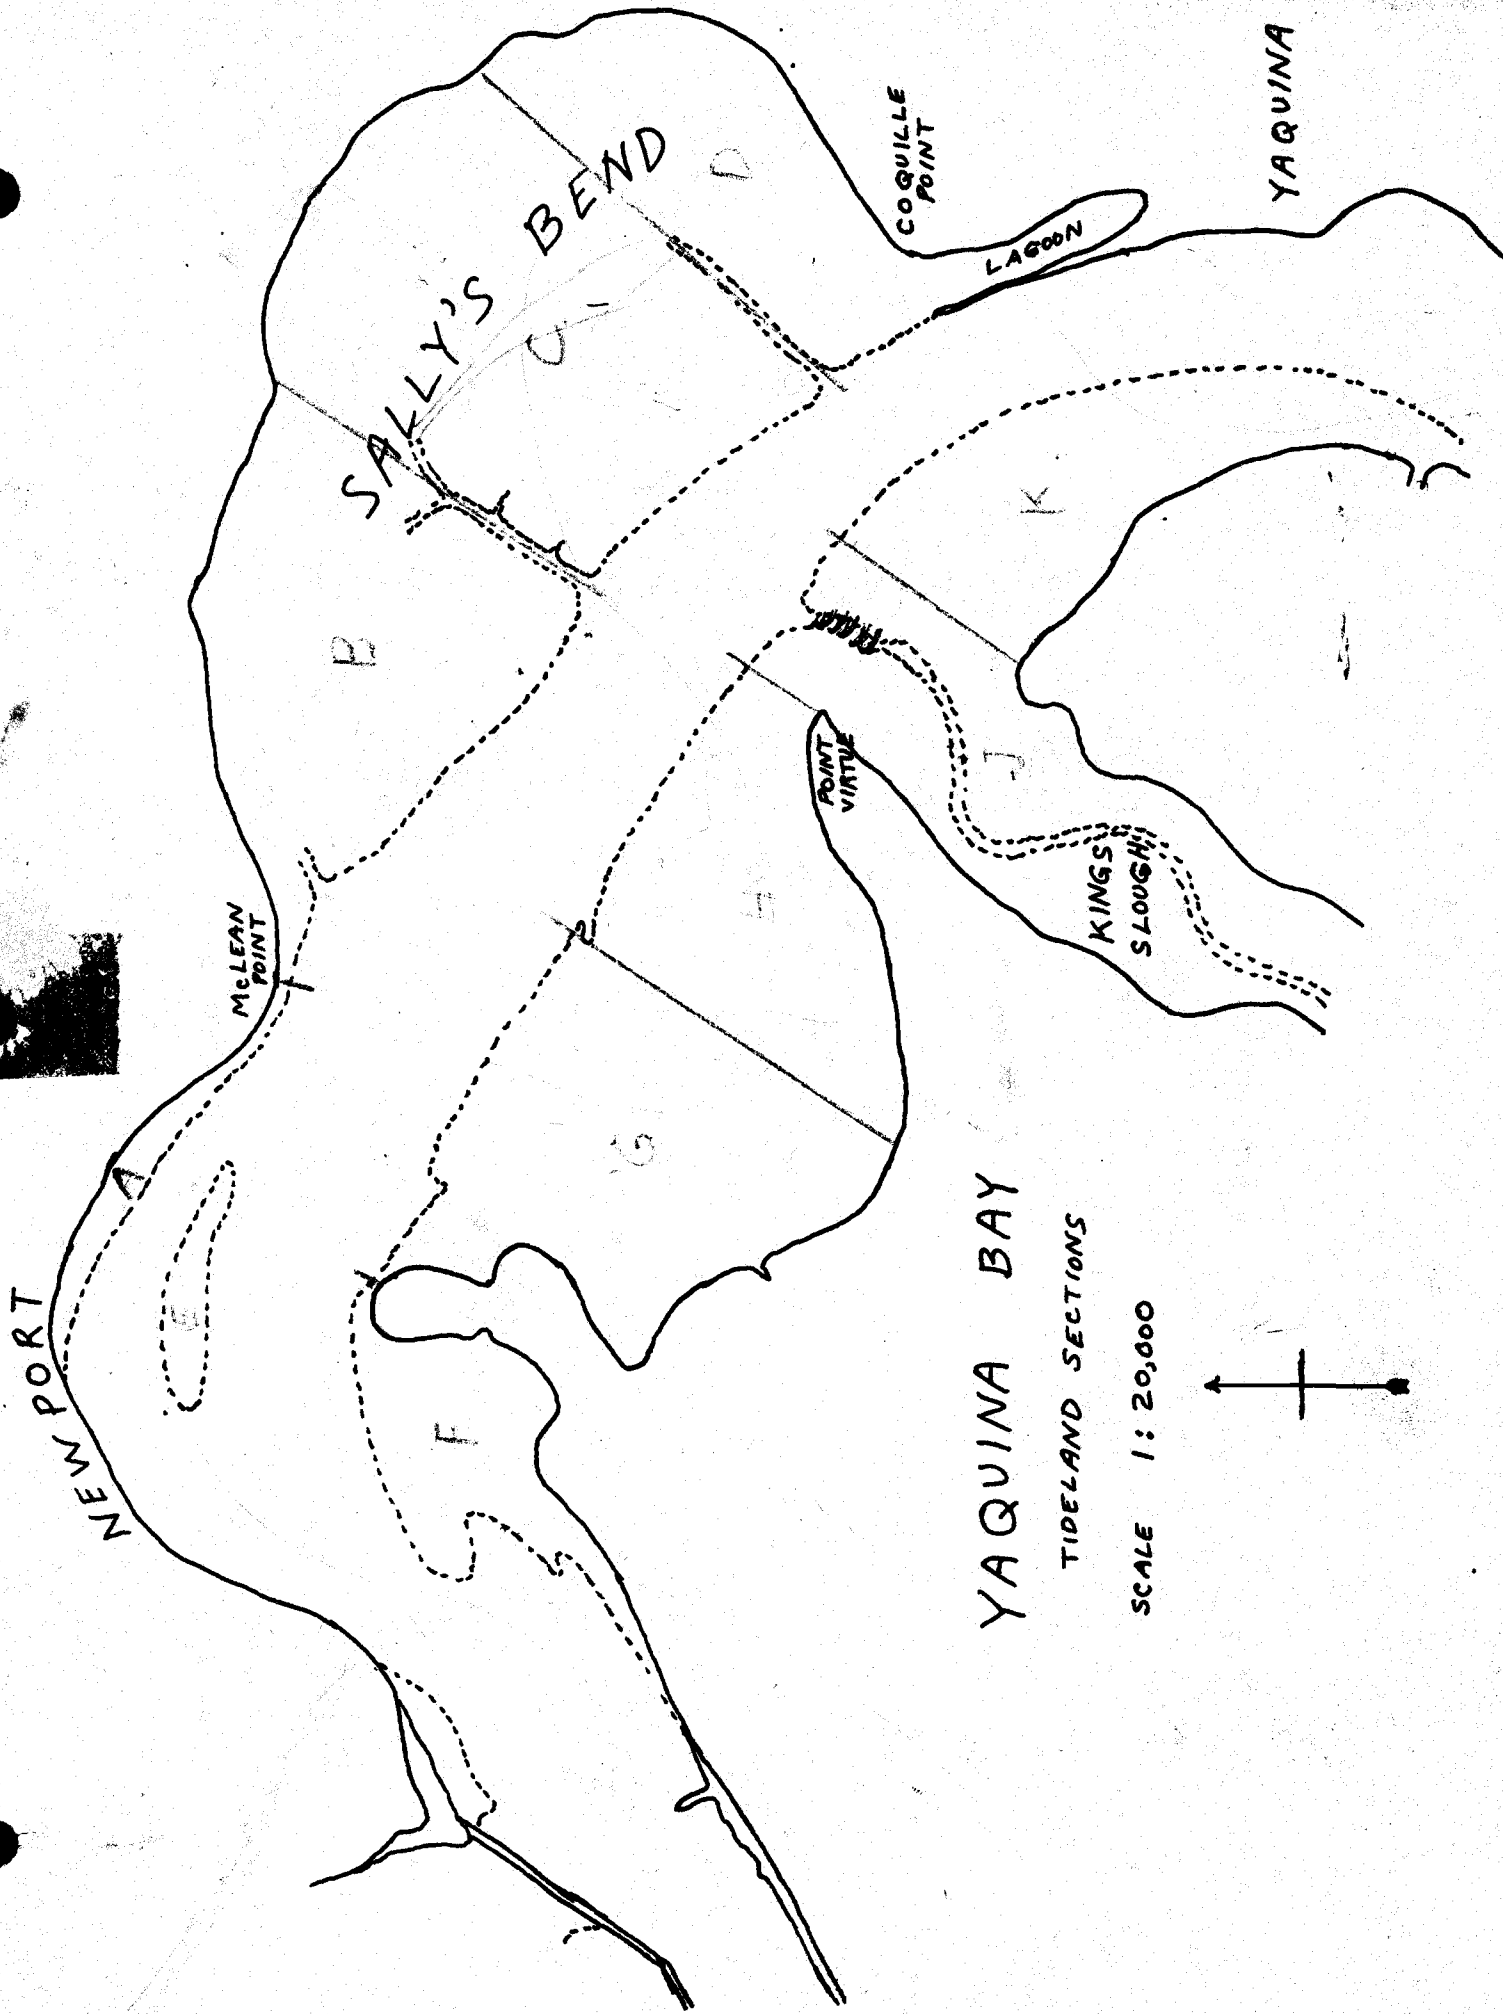 NEWPORT
A
E
McLEAN
POINT
B
SALLY'S BEND
C
D
COQUILLE
POINT
LAGOON
YAQUINA
F
G
H
POINT
VIRTUE
J
K
KINGS
SLOUGH
YAQUINA BAY
TIDELAND SECTIONS
SCALE 1:20,000